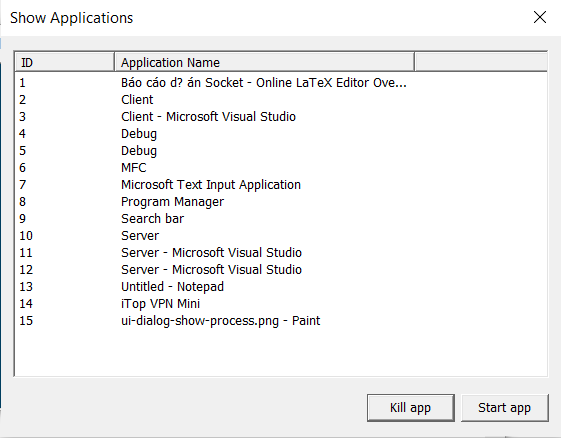 Show Applications
ID Application Name
1 Báo cáo d? án Socket - Online LaTeX Editor Ove...
2 Client
3 Client - Microsoft Visual Studio
4 Debug
5 Debug
6 MFC
7 Microsoft Text Input Application
8 Program Manager
9 Search bar
10 Server
11 Server - Microsoft Visual Studio
12 Server - Microsoft Visual Studio
13 Untitled - Notepad
14 iTop VPN Mini
15 ui-dialog-show-process.png - Paint
Kill app Start app